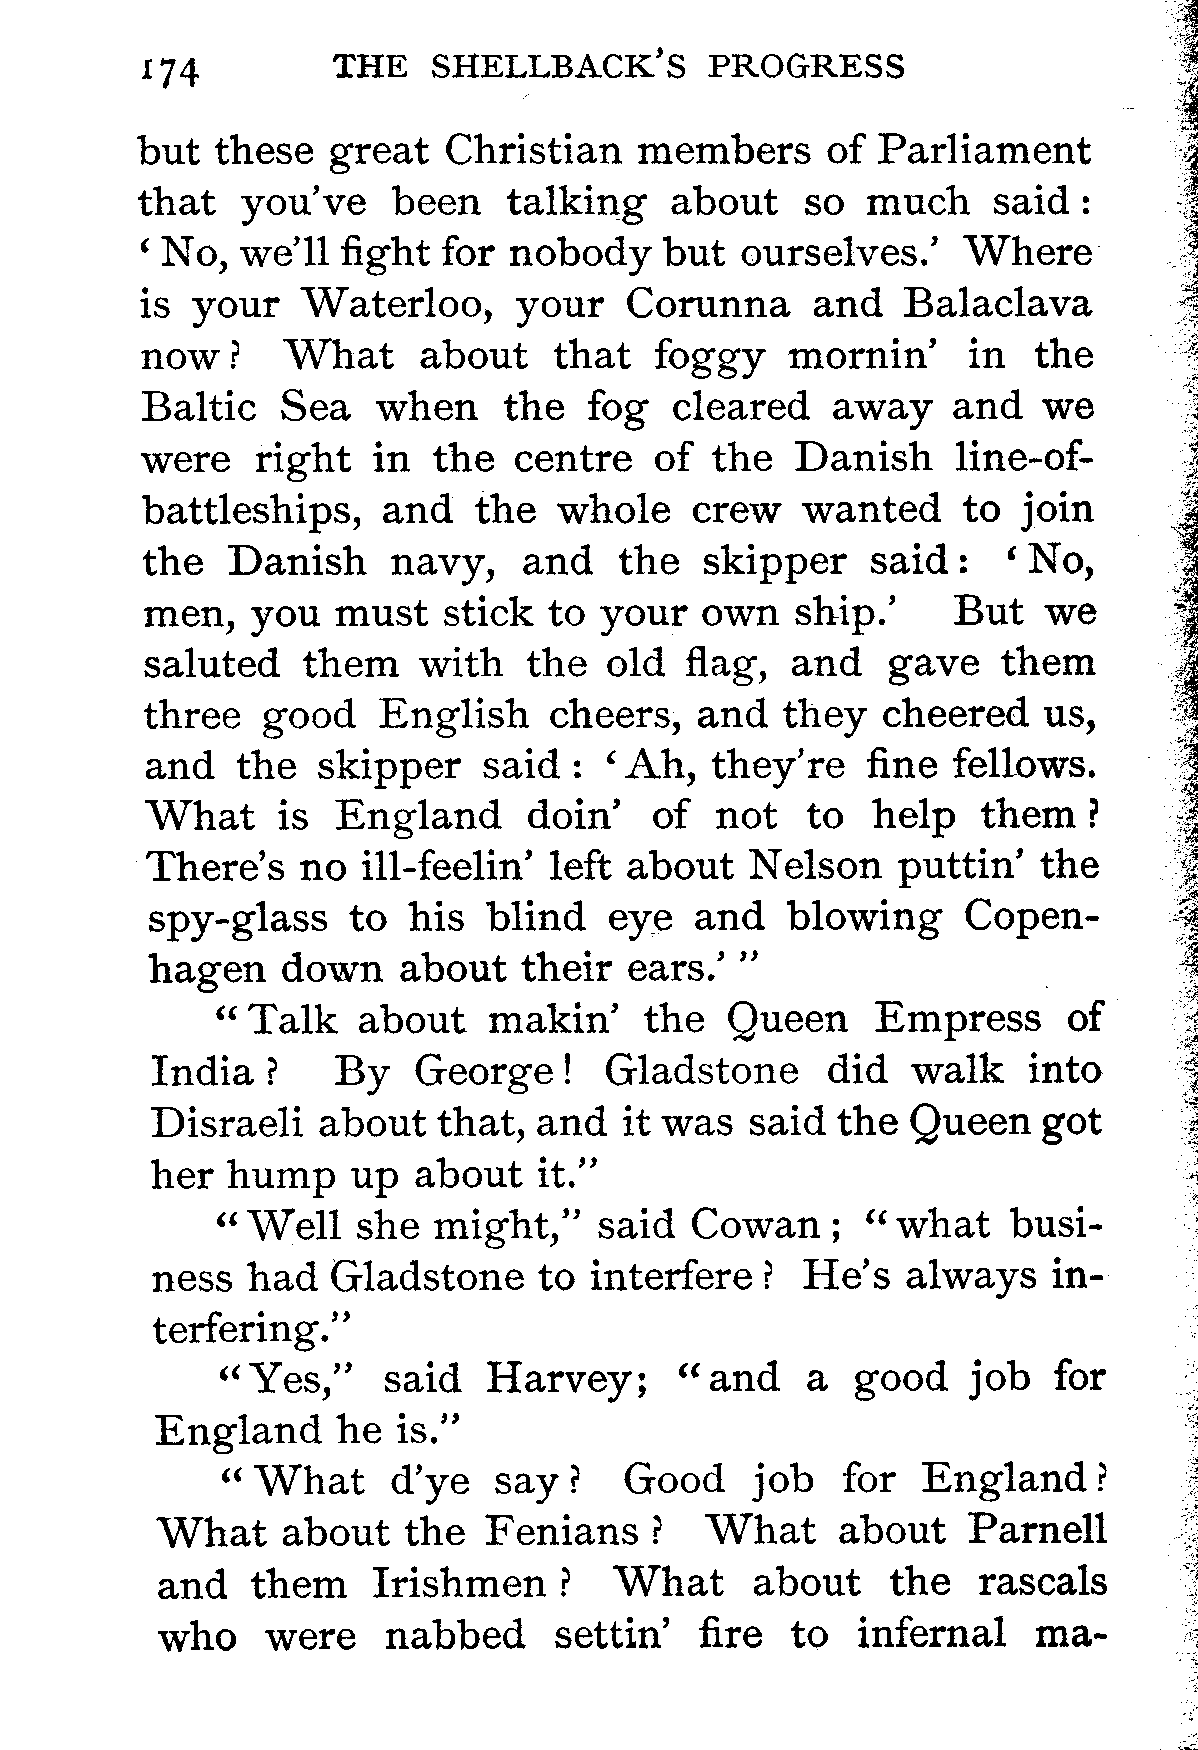 174 THE SHELLBACK'S PROGRESS
but these great Christian members of Parliament
that you've been talking about so much said :
‘ No, we'll fight for nobody but ourselves.’ Where
is your Waterloo, your Corunna and Balaclava
now ? What about that foggy mornin’ in the
Baltic Sea when the fog cleared away and we
were right in the centre of the Danish line-of-
battleships, and the whole crew wanted to join
the Danish navy, and the skipper said : ‘ No,
men, you must stick to your own ship.’ But we
saluted them with the old flag, and gave them
three good English cheers, and they cheered us,
and the skipper said : ‘ Ah, they're fine fellows.
What is England doin’ of not to help them ?
There's no ill-feelin’ left about Nelson puttin’ the
spy-glass to his blind eye and blowing Copen-
hagen down about their ears.’ ”
“ Talk about makin’ the Queen Empress of
India ? By George ! Gladstone did walk into
Disraeli about that, and it was said the Queen got
her hump up about it.”
“ Well she might,” said Cowan ; “ what busi-
ness had Gladstone to interfere ? He's always in-
terfering.”
“ Yes,” said Harvey; “ and a good job for
England he is.”
“ What d'ye say ? Good job for England ?
What about the Fenians ? What about Parnell
and them Irishmen ? What about the rascals
who were nabbed settin’ fire to infernal ma-